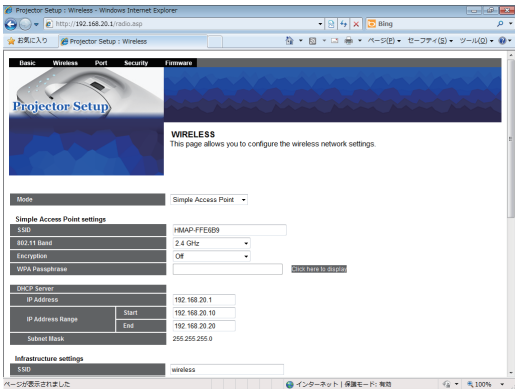 Projector Setup : Wireless - Windows Internet Explorer
http://192.168.20.1/radio.asp
Bing
お気に入り
Projector Setup : Wireless
ページ(P)
セーフティ(S)
ツール(O)
Basic Wireless Port Security Firmware
Projector Setup
WIRELESS
This page allows you to configure the wireless network settings.
Mode Simple Access Point
Simple Access Point settings
SSID HMAP-FFE6B9
802.11 Band 2.4 GHz
Encryption Off
WPA Passphrase Click here to display
DHCP Server
IP Address 192.168.20.1
IP Address Range Start 192.168.20.10
End 192.168.20.20
Subnet Mask 255.255.255.0
Infrastructure settings
SSID wireless
ページが表示されました
インターネット | 保護モード: 有効
100%